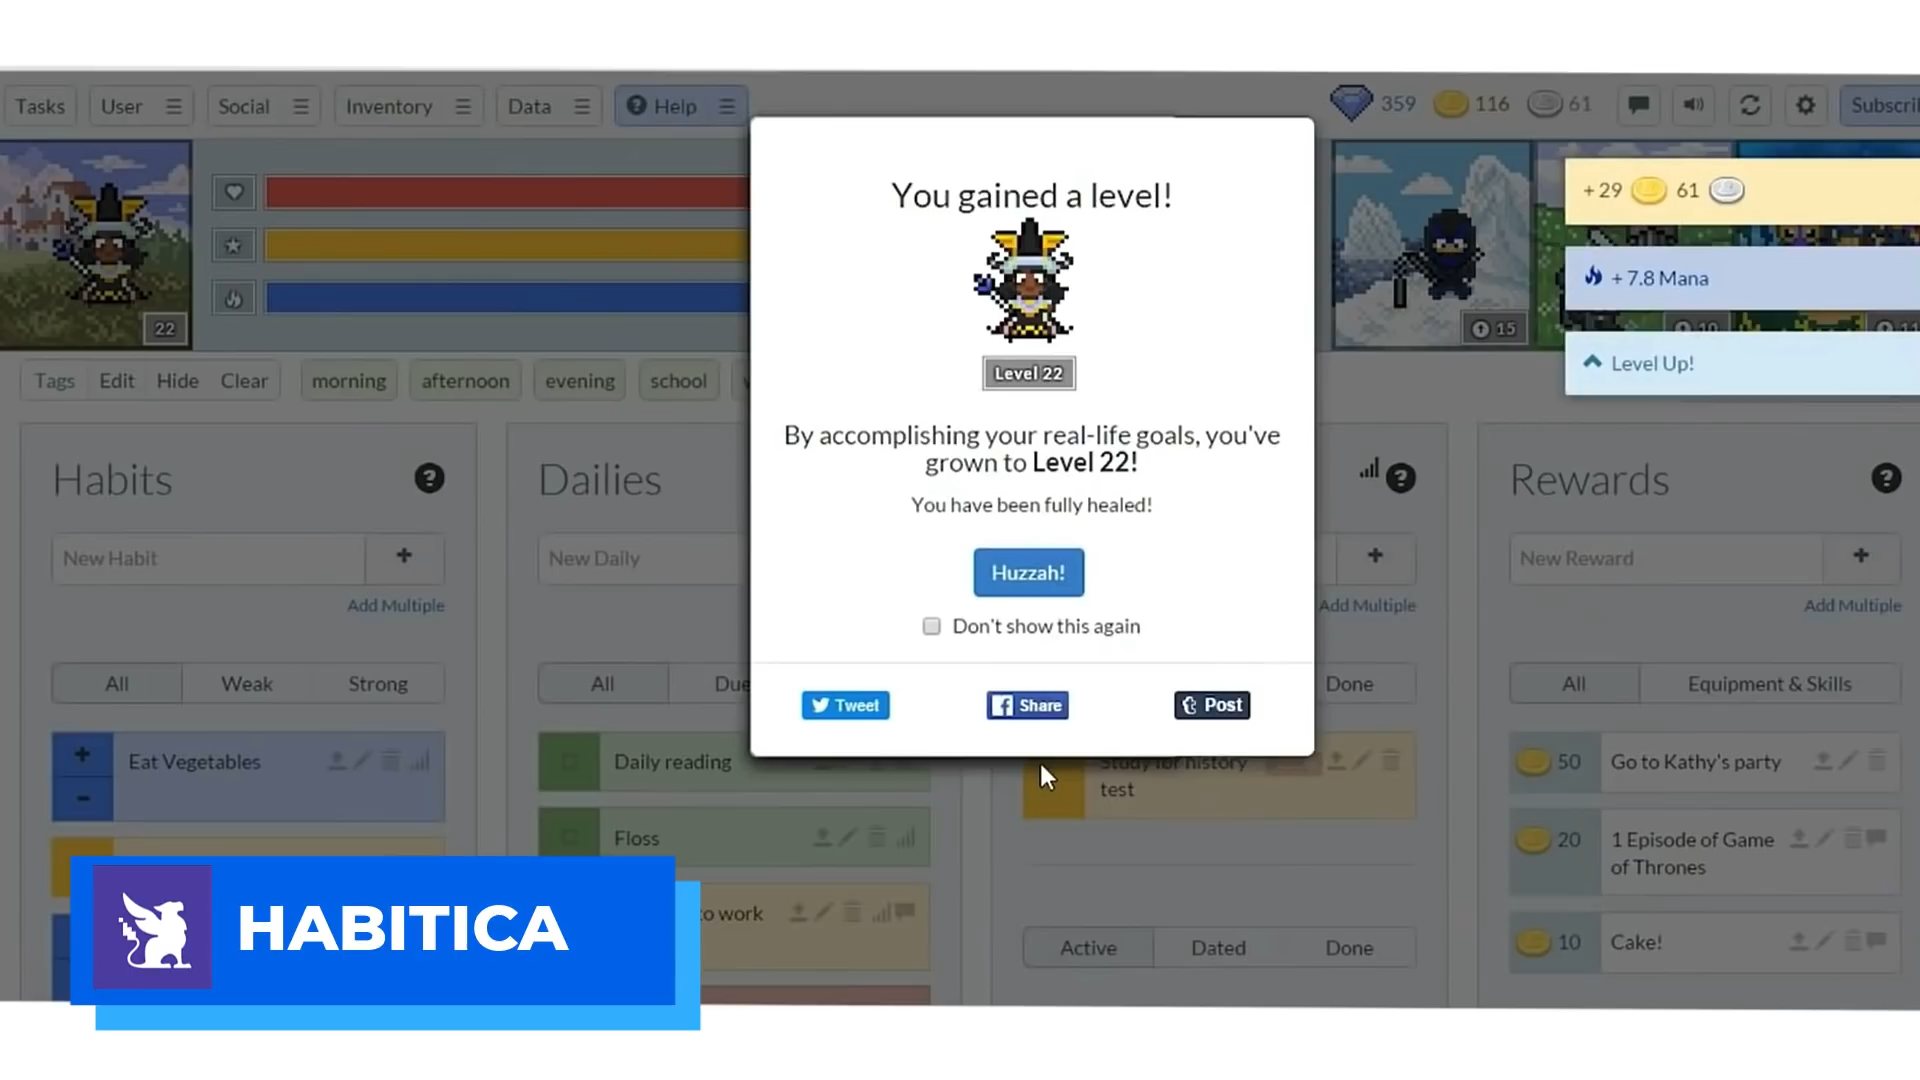 Tasks
User
Social
Inventory
Data
Help
359
116
61
Subscri
22
15
+ 29 61
+ 7.8 Mana
Level Up!
You gained a level!
Level 22
By accomplishing your real-life goals, you've
grown to Level 22!
You have been fully healed!
Huzzah!
Don't show this again
Tweet
Share
Post
Tags
Edit
Hide
Clear
morning
afternoon
evening
school
Habits
New Habit
Add Multiple
All
Weak
Strong
Eat Vegetables
Dailies
New Daily
All
Due
Daily reading
Floss
to work
Add Multiple
Done
Study for history
test
Active
Dated
Done
Rewards
New Reward
Add Multiple
All
Equipment & Skills
50
Go to Kathy's party
20
1 Episode of Game
of Thrones
10
Cake!
HABITICA